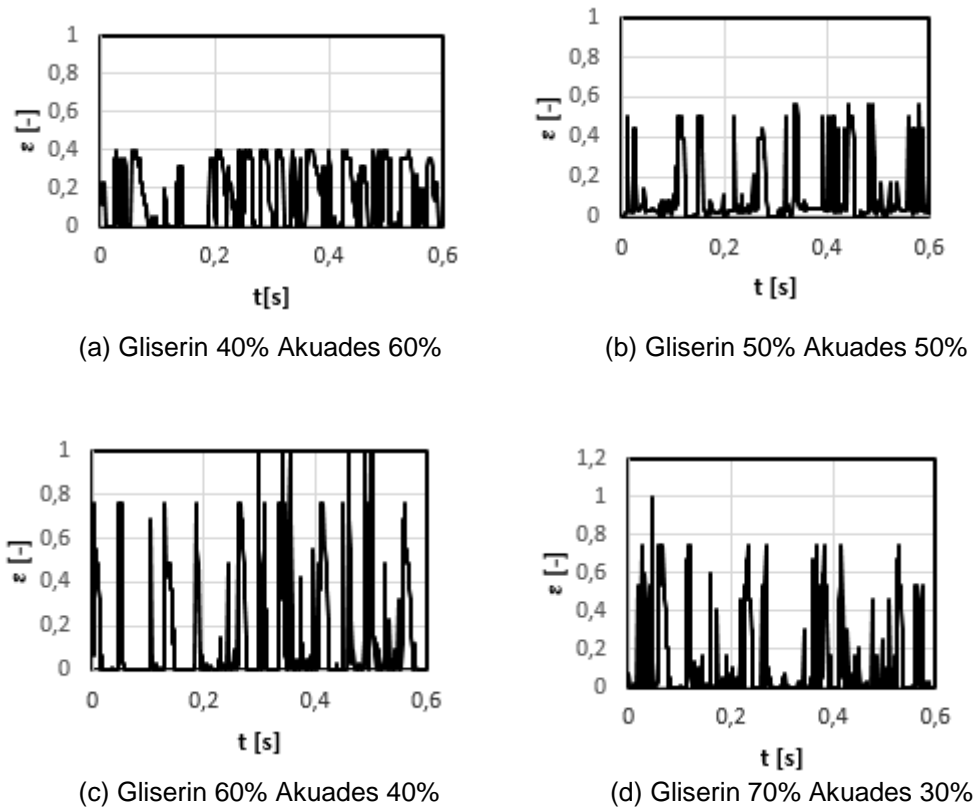 1
0,8
0,6
0,4
0,2
0
ε [-]
0 0,2 0,4 0,6
t[s]
(a) Gliserin 40% Akuades 60%
1
0,8
0,6
0,4
0,2
0
ε [-]
0 0,2 0,4 0,6
t [s]
(b) Gliserin 50% Akuades 50%
1
0,8
0,6
0,4
0,2
0
ε [-]
0 0,2 0,4 0,6
t [s]
(c) Gliserin 60% Akuades 40%
1,2
1
0,8
0,6
0,4
0,2
0
ε [-]
0 0,2 0,4 0,6
t [s]
(d) Gliserin 70% Akuades 30%